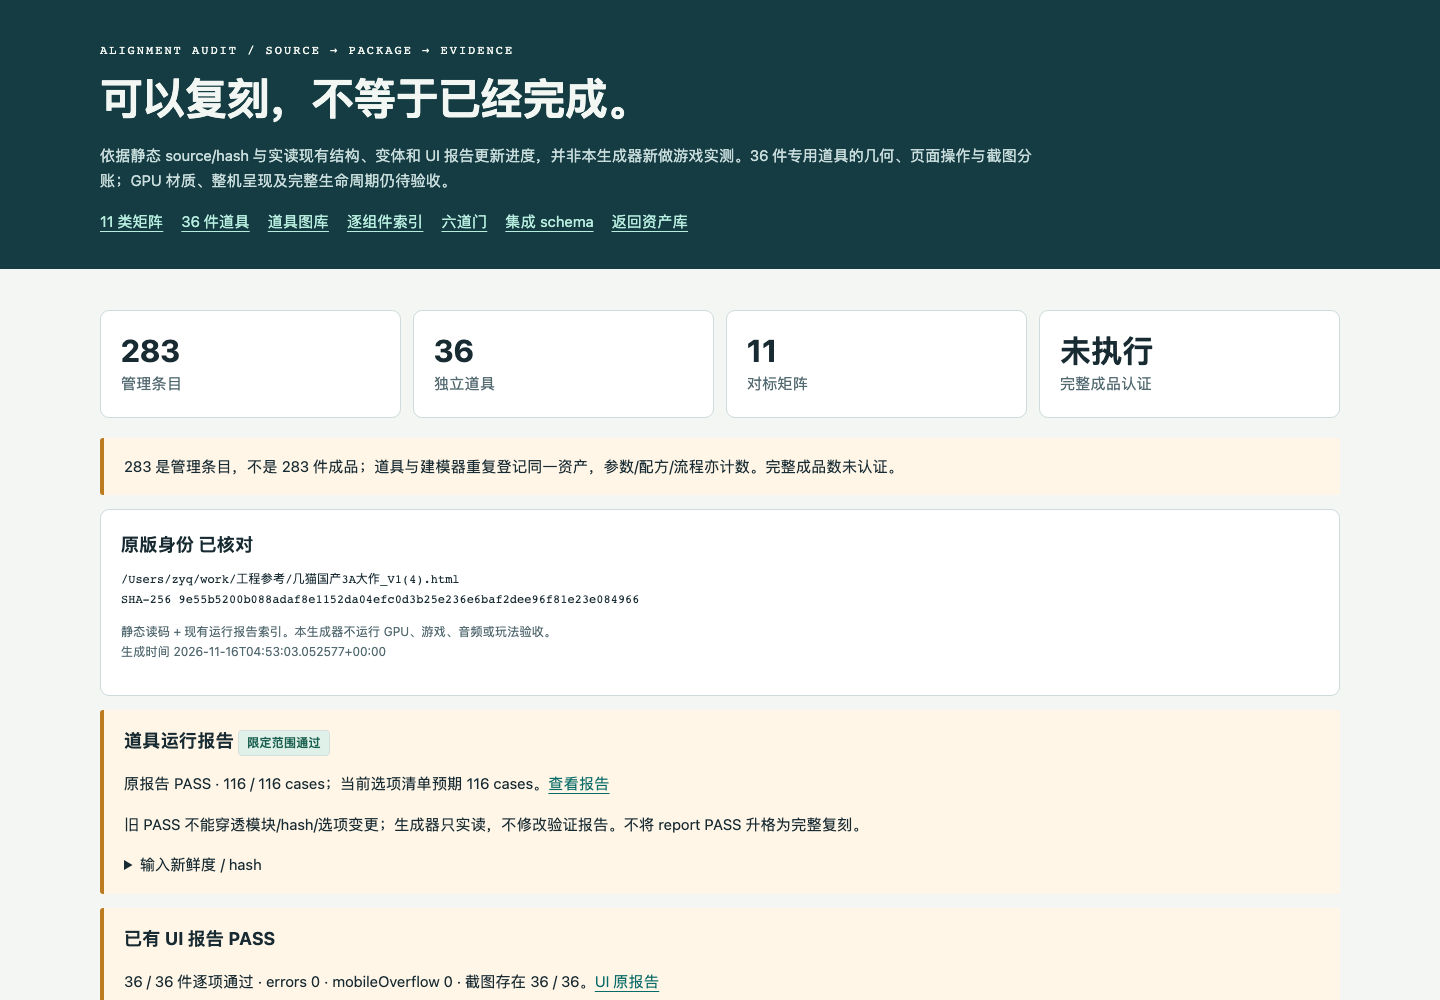 ALIGNMENT AUDIT / SOURCE → PACKAGE → EVIDENCE
可以复刻，不等于已经完成。
依据静态 source/hash 与实读现有结构、变体和 UI 报告更新进度，并非本生成器新做游戏实测。36 件专用道具的几何、页面操作与截图分
账；GPU 材质、整机呈现及完整生命周期仍待验收。
11 类矩阵 36 件道具 道具图库 逐组件索引 六道门 集成 schema 返回资产库
283 36 11 未执行
管理条目 独立道具 对标矩阵 完整成品认证
283 是管理条目，不是 283 件成品；道具与建模器重复登记同一资产，参数/配方/流程亦计数。完整成品数未认证。
原版身份 已核对
/Users/zyq/work/工程参考/几猫国产3A大作_V1(4).html
SHA-256 9e55b5200b088adaf8e1152da04efc0d3b25e236e6baf2dee96f81e23e084966
静态读码 + 现有运行报告索引。本生成器不运行 GPU、游戏、音频或玩法验收。
生成时间 2026-11-16T04:53:03.052577+00:00
道具运行报告 限定范围通过
原报告 PASS · 116 / 116 cases；当前选项清单预期 116 cases。查看报告
旧 PASS 不能穿透模块/hash/选项变更；生成器只实读，不修改验证报告。不将 report PASS 升格为完整复刻。
▶ 输入新鲜度 / hash
已有 UI 报告 PASS
36 / 36 件逐项通过 · errors 0 · mobileOverflow 0 · 截图存在 36 / 36。UI 原报告